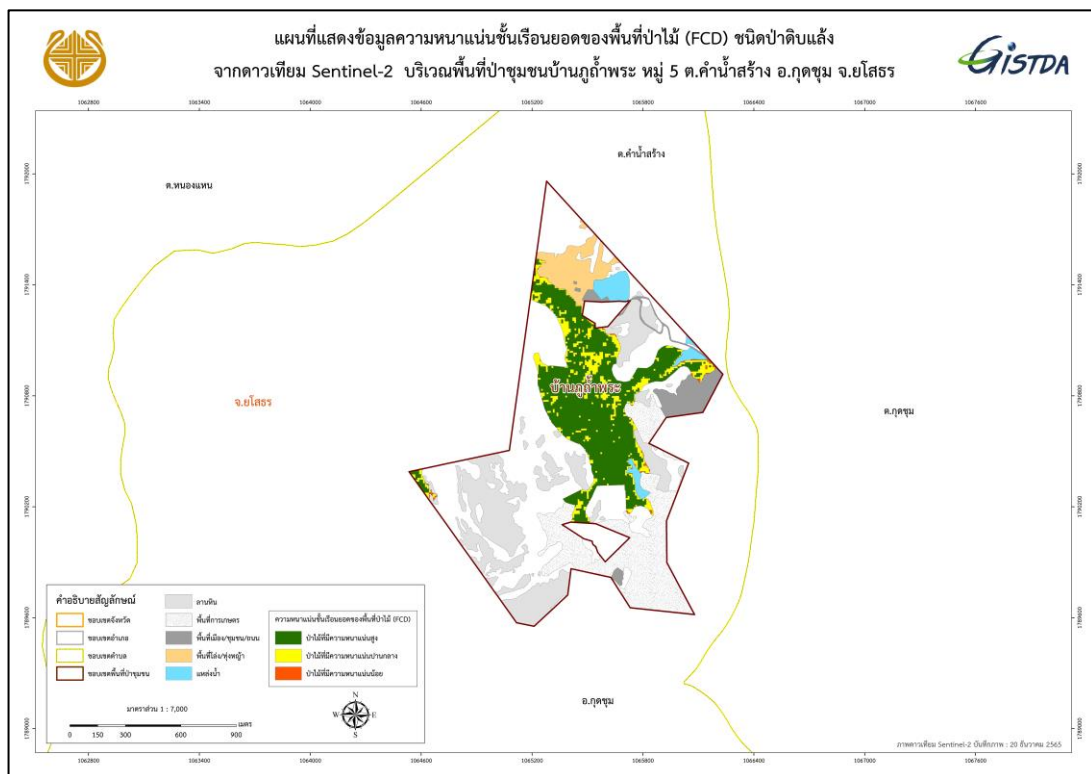 แผนที่แสดงข้อมูลความหนาแน่นชั้นเรือนยอดของพื้นที่ป่าไม้ (FCD) ชนิดป่าดิบแล้ง
จากดาวเทียม Sentinel-2 บริเวณพื้นที่ป่าชุมชนบ้านภูถ้ำพระ หมู่ 5 ต.คำน้ำสร้าง อ.กุดชุม จ.ยโสธร
GISTDA
1062800 1063400 1064000 1064600 1065200 1065800 1066400 1067000 1067600
ต.คำน้ำสร้าง
1792000 1792000
ต.หนองแหน
1791400 1791400
บ้านภูถ้ำพระ
1790800 1790800
จ.ยโสธร
ต.กุดชุม
1790200 1790200
คำอธิบายสัญลักษณ์
ขอบเขตจังหวัด
ขอบเขตอำเภอ
ขอบเขตตำบล
ขอบเขตพื้นที่ป่าชุมชน
ลานหิน
พื้นที่การเกษตร
พื้นที่เมือง/ชุมชน/ถนน
พื้นที่โล่ง/ทุ่งหญ้า
แหล่งน้ำ
ความหนาแน่นชั้นเรือนยอดของพื้นที่ป่าไม้ (FCD)
ป่าไม้ที่มีความหนาแน่นสูง
ป่าไม้ที่มีความหนาแน่นปานกลาง
ป่าไม้ที่มีความหนาแน่นน้อย
1789600 1789600
มาตราส่วน 1 : 7,000
0 150 300 600 900 เมตร
N
W E
S
อ.กุดชุม
1789000 1789000
ภาพดาวเทียม Sentinel-2 บันทึกภาพ : 20 ธันวาคม 2565
1062800 1063400 1064000 1064600 1065200 1065800 1066400 1067000 1067600